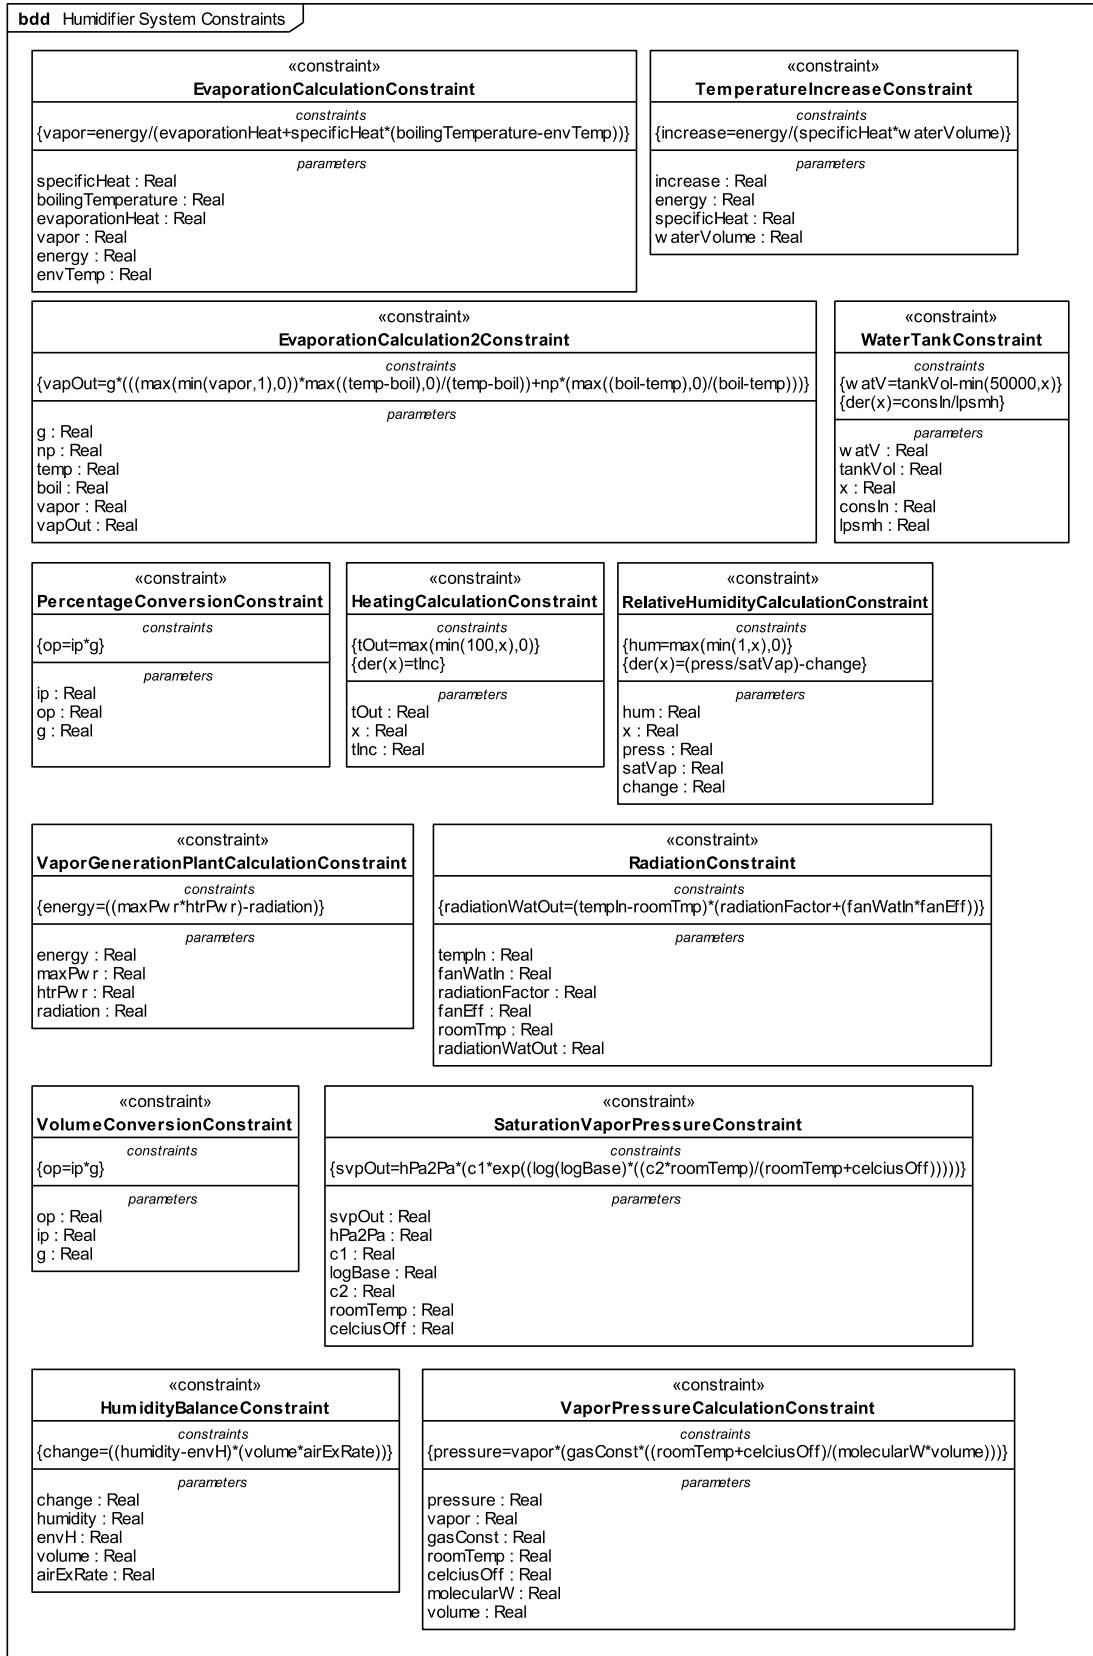 bdd Humidifier System Constraints
«constraint»
EvaporationCalculationConstraint
constraints
{vapor=energy/(evaporationHeat+specificHeat*(boilingTemperature-envTemp))}
parameters
specificHeat : Real
boilingTemperature : Real
evaporationHeat : Real
vapor : Real
energy : Real
envTemp : Real
«constraint»
TemperatureIncreaseConstraint
constraints
{increase=energy/(specificHeat*waterVolume)}
parameters
increase : Real
energy : Real
specificHeat : Real
waterVolume : Real
«constraint»
EvaporationCalculation2Constraint
constraints
{vapOut=g*(((max(min(vapor,1),0))*max((temp-boil),0)/(temp-boil))+np*(max((boil-temp),0)/(boil-temp)))}
parameters
g : Real
np : Real
temp : Real
boil : Real
vapor : Real
vapOut : Real
«constraint»
WaterTankConstraint
constraints
{watV=tankVol-min(50000,x)}
{der(x)=consIn/lpsmh}
parameters
watV : Real
tankVol : Real
x : Real
consIn : Real
lpsmh : Real
«constraint»
PercentageConversionConstraint
constraints
{op=ip*g}
parameters
ip : Real
op : Real
g : Real
«constraint»
HeatingCalculationConstraint
constraints
{tOut=max(min(100,x),0)}
{der(x)=tInc}
parameters
tOut : Real
x : Real
tInc : Real
«constraint»
RelativeHumidityCalculationConstraint
constraints
{hum=max(min(1,x),0)}
{der(x)=(press/satVap)-change}
parameters
hum : Real
x : Real
press : Real
satVap : Real
change : Real
«constraint»
VaporGenerationPlantCalculationConstraint
constraints
{energy=((maxPwr*htrPwr)-radiation)}
parameters
energy : Real
maxPwr : Real
htrPwr : Real
radiation : Real
«constraint»
RadiationConstraint
constraints
{radiationWatOut=(tempIn-roomTmp)*(radiationFactor+(fanWatIn*fanEff))}
parameters
tempIn : Real
fanWatIn : Real
radiationFactor : Real
fanEff : Real
roomTmp : Real
radiationWatOut : Real
«constraint»
VolumeConversionConstraint
constraints
{op=ip*g}
parameters
op : Real
ip : Real
g : Real
«constraint»
SaturationVaporPressureConstraint
constraints
{svpOut=hPa2Pa*(c1*exp((log(logBase)*((c2*roomTemp)/(roomTemp+celciusOff)))))}
parameters
svpOut : Real
hPa2Pa : Real
c1 : Real
logBase : Real
c2 : Real
roomTemp : Real
celciusOff : Real
«constraint»
HumidityBalanceConstraint
constraints
{change=((humidity-envH)*(volume*airExRate))}
parameters
change : Real
humidity : Real
envH : Real
volume : Real
airExRate : Real
«constraint»
VaporPressureCalculationConstraint
constraints
{pressure=vapor*(gasConst*((roomTemp+celciusOff)/(molecularW*volume)))}
parameters
pressure : Real
vapor : Real
gasConst : Real
roomTemp : Real
celciusOff : Real
molecularW : Real
volume : Real